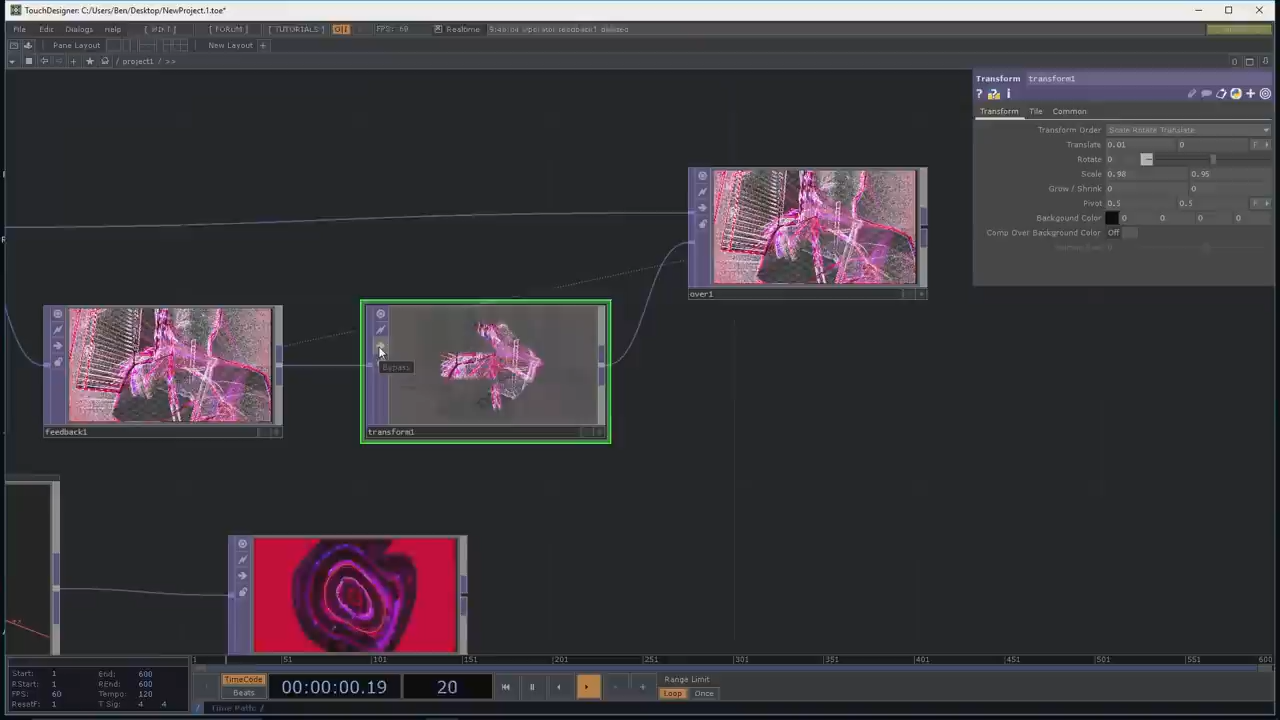 TouchDesigner: C:/Users/Ben/Desktop/NewProject.1.toe*
File Edit Dialogs Help [ WIKI ] [ FORUM ] [ TUTORIALS ] O|I FPS: 60 Realtime
Pane Layout New Layout +
/ project1 / >>
Transform transform1
Transform Tile Common
Transform Order Scale Rotate Translate
Translate 0.01 0
Rotate 0
Scale 0.98 0.95
Grow / Shrink 0 0
Pivot 0.5 0.5
Background Color 0 0 0 0
Comp Over Background Color Off
over1
Bypass
feedback1
transform1
1 51 101 151 201 251 301 351 401 451 501 551 600
Start: 1 End: 600
RStart: 1 REnd: 600
FPS: 60 Tempo: 120
ResetF: 1 T Sig: 4 4
TimeCode
Beats
00:00:00.19
20
Range Limit
Loop Once
/ Time Path: /